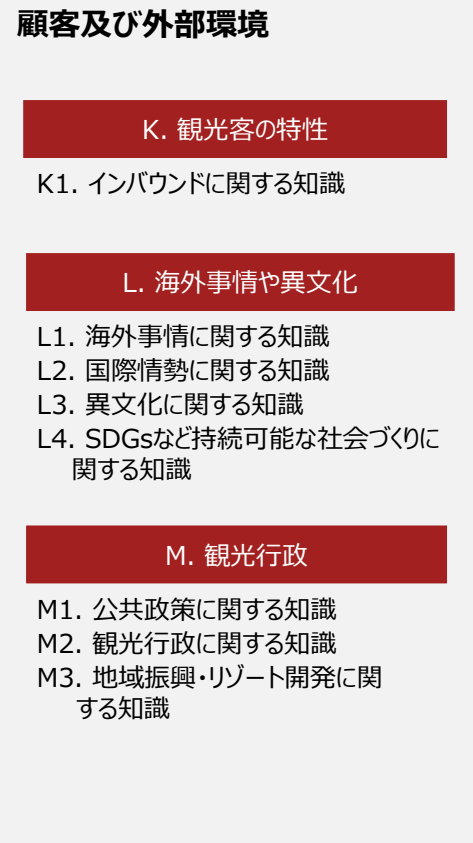 顧客及び外部環境
K. 観光客の特性
K1. インバウンドに関する知識
L. 海外事情や異文化
L1. 海外事情に関する知識
L2. 国際情勢に関する知識
L3. 異文化に関する知識
L4. SDGsなど持続可能な社会づくりに
関する知識
M. 観光行政
M1. 公共政策に関する知識
M2. 観光行政に関する知識
M3. 地域振興・リゾート開発に関
する知識